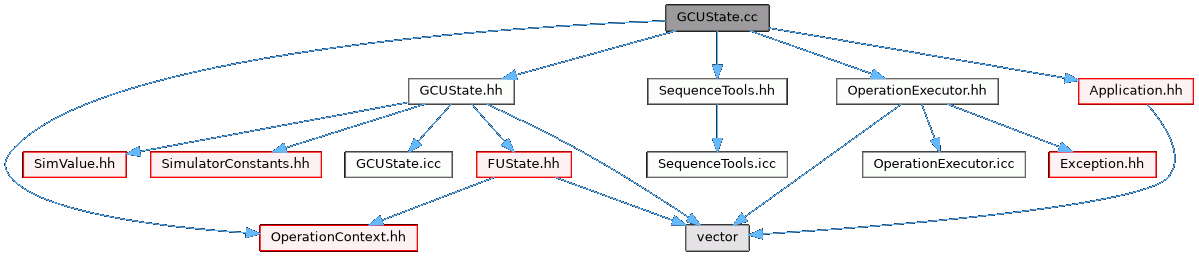 GCUState.cc
GCUState.hh
SequenceTools.hh
OperationExecutor.hh
Application.hh
SimValue.hh
SimulatorConstants.hh
GCUState.icc
FUState.hh
SequenceTools.icc
OperationExecutor.icc
Exception.hh
OperationContext.hh
vector